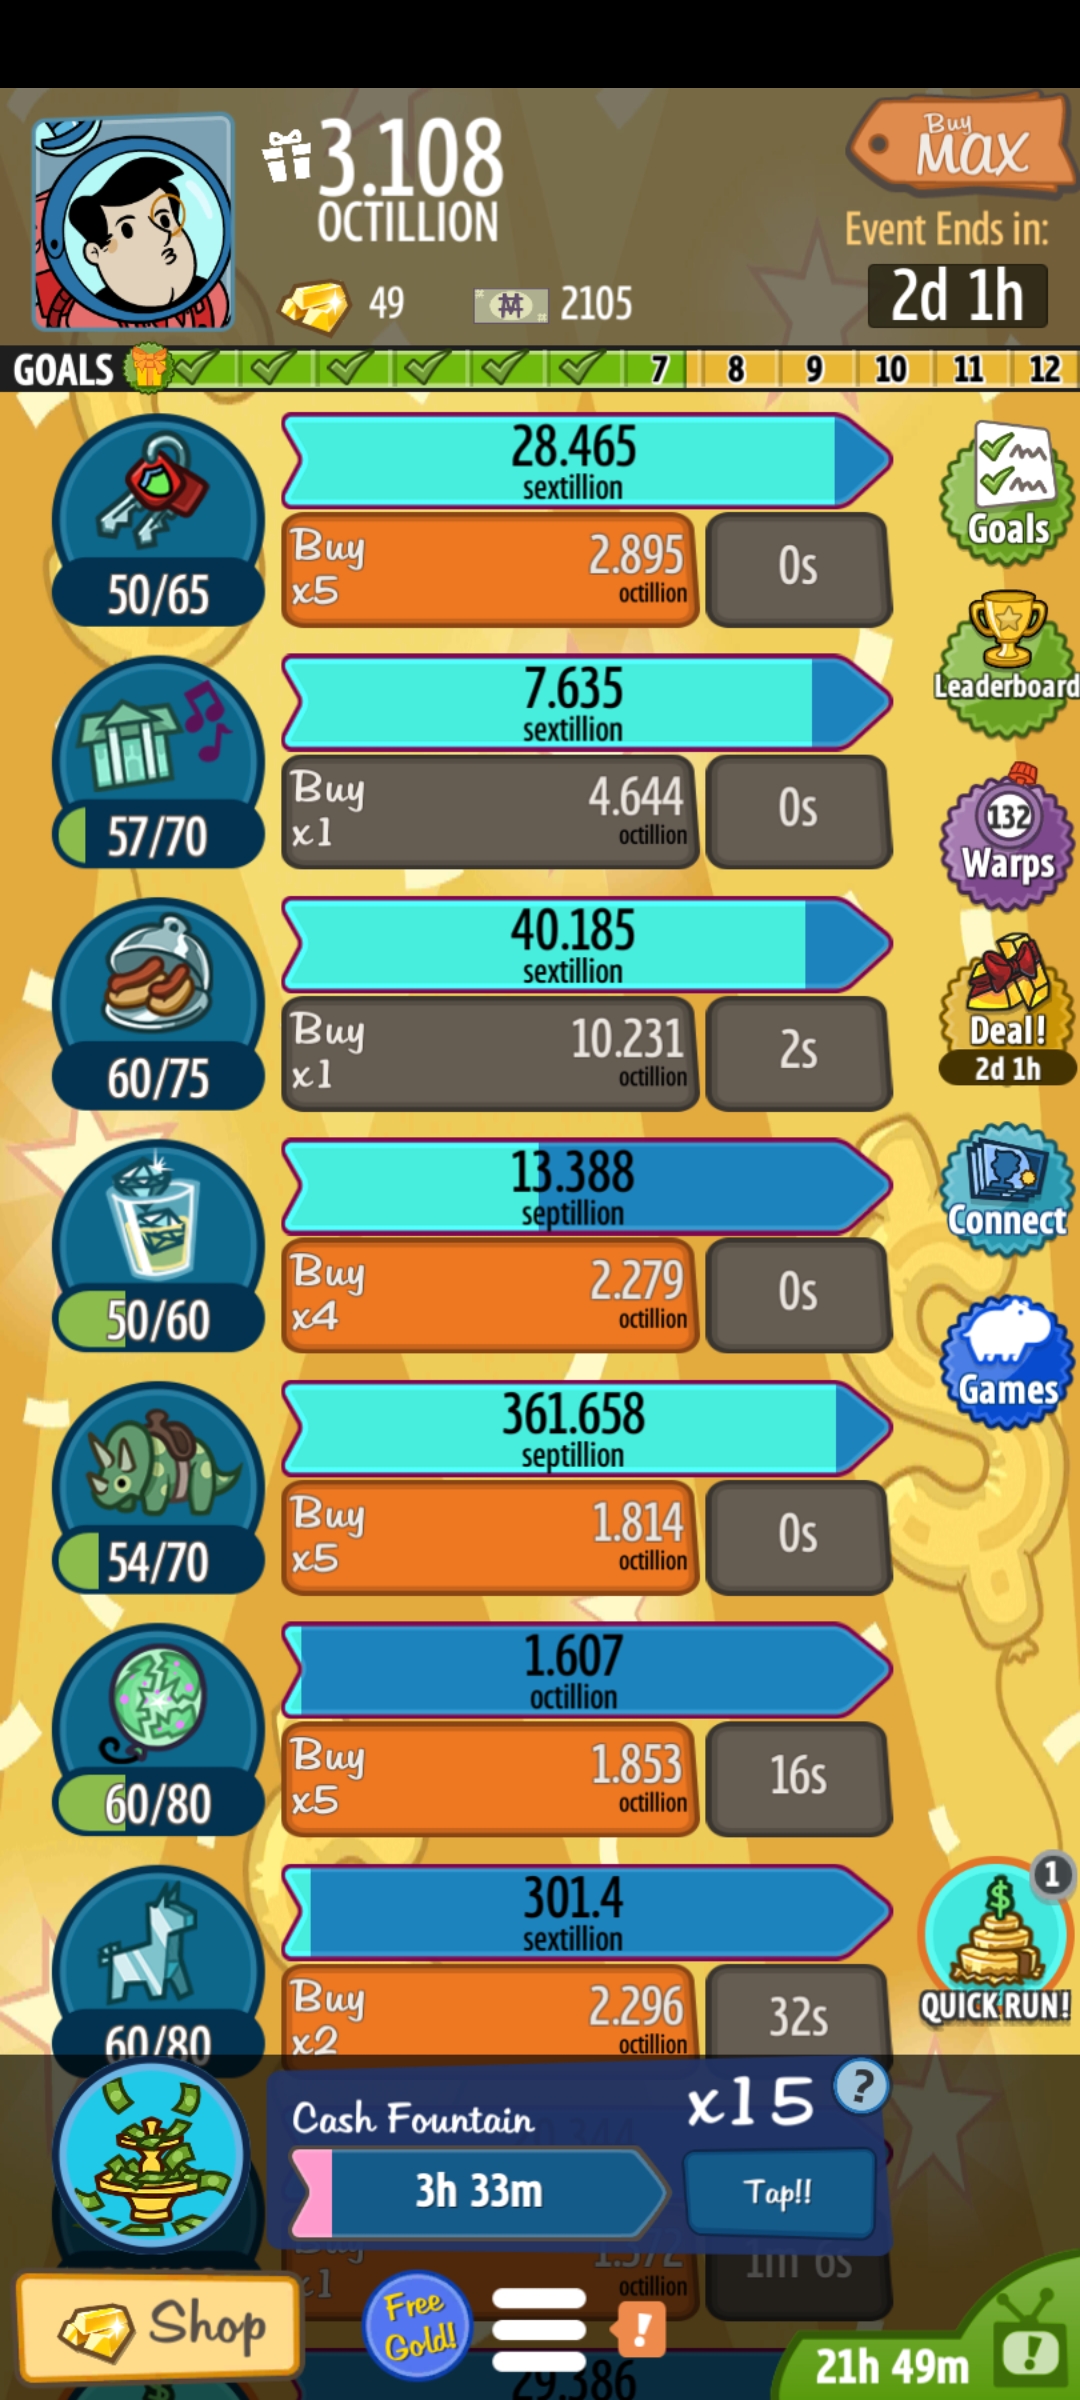 3.108
OCTILLION
Buy
MAX
Event Ends in:
2d 1h
49
2105
GOALS
7 8 9 10 11 12
28.465
sextillion
Buy
x5
2.895
octillion
0s
50/65
Goals
7.635
sextillion
Leaderboard
Buy
x1
4.644
octillion
0s
57/70
132
Warps
40.185
sextillion
Buy
x1
10.231
octillion
2s
60/75
Deal!
2d 1h
13.388
septillion
Connect
Buy
x4
2.279
octillion
0s
50/60
Games
361.658
septillion
Buy
x5
1.814
octillion
0s
54/70
1.607
octillion
Buy
x5
1.853
octillion
16s
60/80
301.4
sextillion
1
$
QUICK RUN!
Buy
x2
2.296
octillion
32s
60/80
Cash Fountain
x15
?
3h 33m
Tap!!
x1
1.572
octillion
1m 6s
Shop
Free
Gold!
!
21h 49m
!
29.386